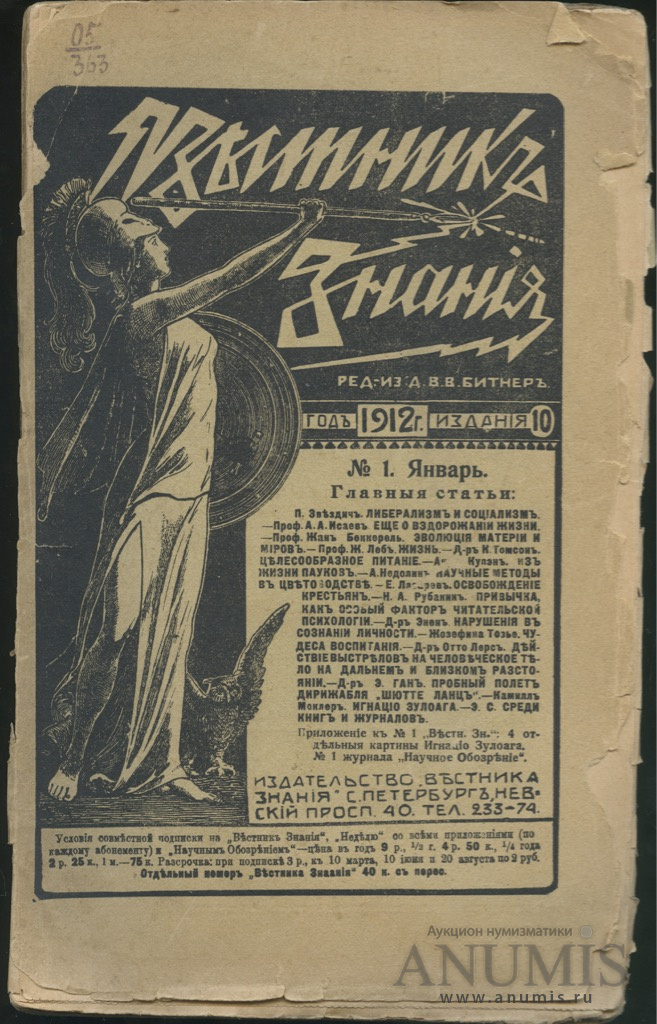 05
363
Вѣстникъ
Знанія
РЕД.-ИЗД. В. В. БИТНЕРЪ.
ГОДЪ 1912г. ИЗДАНІЯ 10
№ 1. Январь.
Главныя статьи:
П. Звѣздичъ. ЛИБЕРАЛИЗМЪ И СОЦІАЛИЗМЪ.
—Проф. А. А. Исаевъ. ЕЩЕ О ВЗДОРОЖАНІИ ЖИЗНИ.
—Проф. Жанъ Беккерель. ЭВОЛЮЦІЯ МАТЕРІИ И
МІРОВЪ.—Проф. Ж. Лебъ. ЖИЗНЬ.—Д-ръ К. Томсонъ.
ЦѢЛЕСООБРАЗНОЕ ПИТАНІЕ.— Купэнъ. ИЗЪ
ЖИЗНИ ПАУКОВЪ.—А. Недолинъ. НАУЧНЫЕ МЕТОДЫ
ВЪ ЦВѢТОВОДСТВѢ.—Е. ОСВОБОЖДЕНІЕ
КРЕСТЬЯНЪ.—Н. А. Рубакинъ. ПРИВЫЧКА,
КАКЪ ОСОБЫЙ ФАКТОРЪ ЧИТАТЕЛЬСКОЙ
ПСИХОЛОГІИ.—Д-ръ НАРУШЕНІЯ ВЪ
СОЗНАНІИ ЛИЧНОСТИ.—Жозефина Тозье. ЧУ-
ДЕСА ВОСПИТАНІЯ.—Д-ръ Отто Лерсъ. ДѢЙ-
СТВІЕ ВЫСТРѢЛОВЪ НА ЧЕЛОВѢЧЕСКОЕ ТѢ-
ЛО НА ДАЛЬНЕМЪ И БЛИЗКОМЪ РАЗСТО-
ЯНІИ.—Д-ръ Э. ГАНЪ. ПРОБНЫЙ ПОЛЕТЪ
ДИРИЖАБЛЯ „ШЮТТЕ ЛАНЦЪ“.—Камиллъ
Моклеръ. ИГНАЦІО ЗУЛОАГА.—Э. С. СРЕДИ
КНИГЪ И ЖУРНАЛОВЪ.
Приложеніе къ № 1 „Вѣстн. Зн.“: 4 от-
дѣльныя картины Игнаціо Зулоага.
№ 1 журнала „Научное Обозрѣніе“.
ИЗДАТЕЛЬСТВО „ВѢСТНИКА
ЗНАНІЯ“ С.ПЕТЕРБУРГЪ, НЕВ-
СКІЙ ПРОСП. 40. ТЕЛ. 233-74.
Условія совмѣстной подписки на „Вѣстник Знанія“, „Недѣлю“ со всѣми приложеніями (по
каждому абонементу) и „Научнымъ Обозрѣніемъ“—цѣна въ годъ 9 р., 1/2 г. 4 р. 50 к., 1/4 года
2 р. 25 к., 1 м.—75 к. Разсрочка: при подпискѣ 3 р., къ 10 марта, 10 іюня и 20 августа по 2 руб.
Отдѣльный номеръ „Вѣстника Знанія“ 40 к. съ перес.
Аукцион нумизматики
ANUMIS
www.anumis.ru